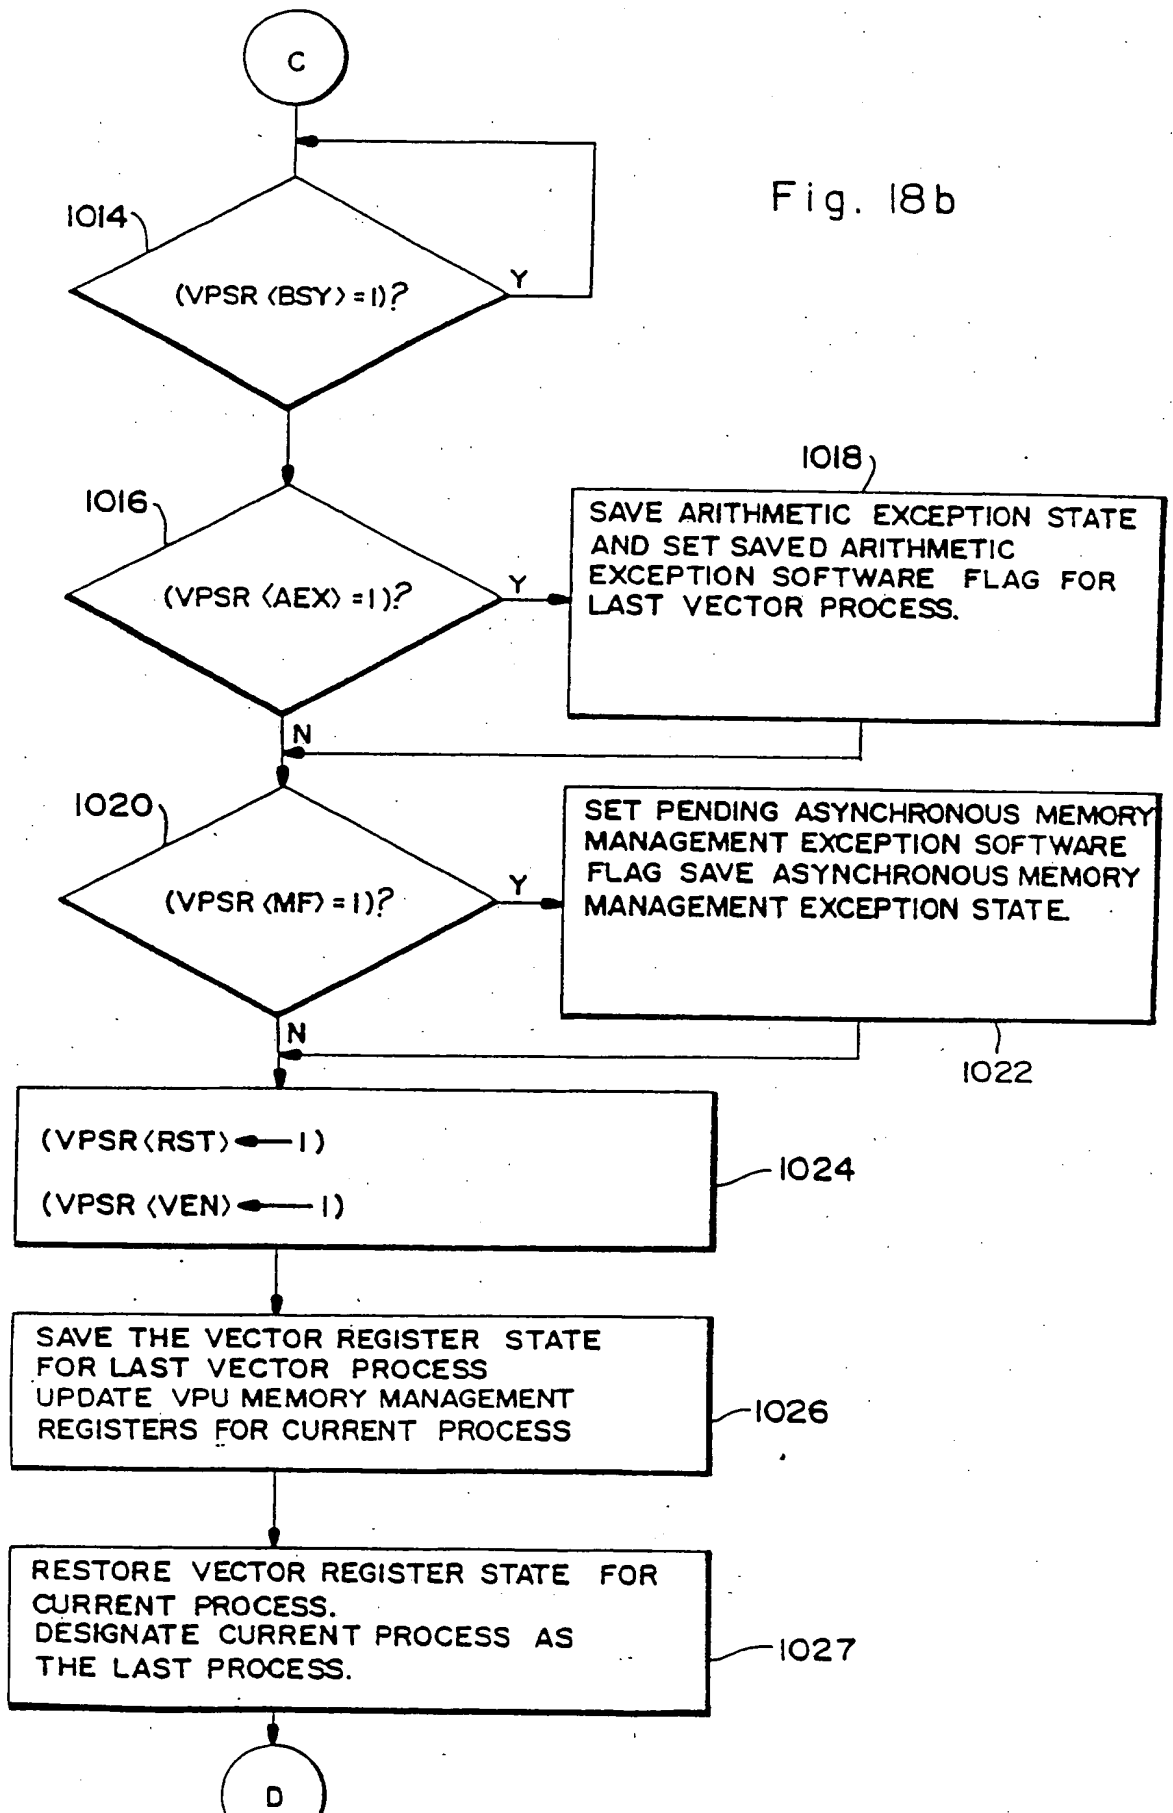 C
Fig. 18b
1014
(VPSR <BSY> = 1)?
Y
1018
1016
(VPSR <AEX> = 1)?
Y
SAVE ARITHMETIC EXCEPTION STATE
AND SET SAVED ARITHMETIC
EXCEPTION SOFTWARE FLAG FOR
LAST VECTOR PROCESS.
N
1020
(VPSR <MF> = 1)?
Y
SET PENDING ASYNCHRONOUS MEMORY
MANAGEMENT EXCEPTION SOFTWARE
FLAG SAVE ASYNCHRONOUS MEMORY
MANAGEMENT EXCEPTION STATE.
N
1022
(VPSR <RST> ← 1)
(VPSR <VEN> ← 1)
1024
SAVE THE VECTOR REGISTER STATE
FOR LAST VECTOR PROCESS
UPDATE VPU MEMORY MANAGEMENT
REGISTERS FOR CURRENT PROCESS
1026
RESTORE VECTOR REGISTER STATE FOR
CURRENT PROCESS.
DESIGNATE CURRENT PROCESS AS
THE LAST PROCESS.
1027
D